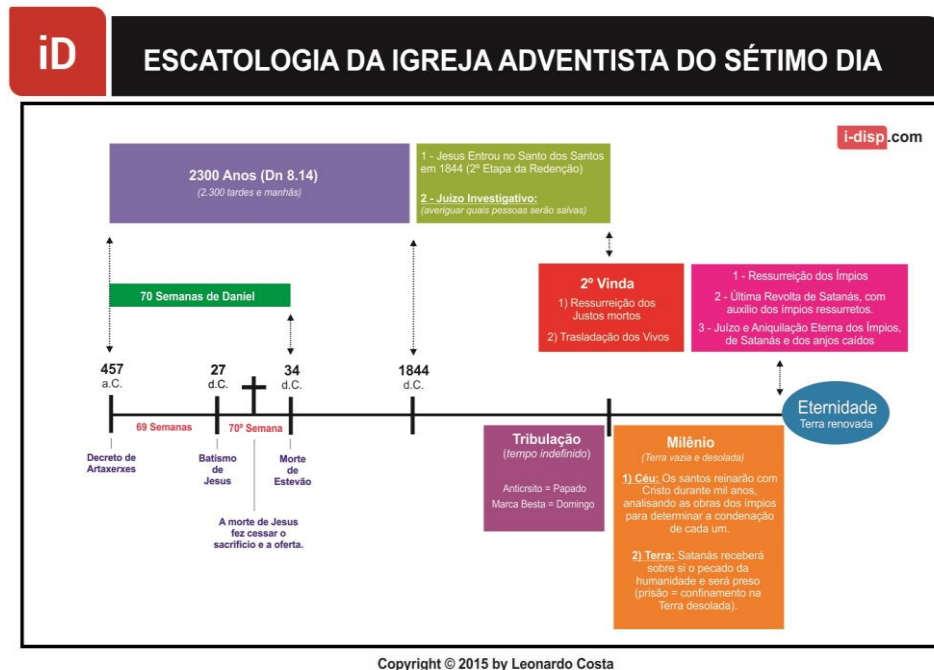 iD
ESCATOLOGIA DA IGREJA ADVENTISTA DO SÉTIMO DIA
i-disp.com
2300 Anos (Dn 8.14)
(2.300 tardes e manhãs)
1 - Jesus Entrou no Santo dos Santos
em 1844 (2º Etapa da Redenção)
2 - Juízo Investigativo:
(averiguar quais pessoas serão salvas)
70 Semanas de Daniel
2º Vinda
1) Ressurreição dos
Justos mortos
2) Trasladação dos Vivos
1 - Ressurreição dos Ímpios
2 - Última Revolta de Satanás, com
auxilio dos ímpios ressurretos.
3 - Juízo e Aniquilação Eterna dos Ímpios,
de Satanás e dos anjos caídos
457
a.C.
27
d.C.
34
d.C.
1844
d.C.
69 Semanas
70º Semana
Eternidade
Terra renovada
Decreto de
Artaxerxes
Batismo
de
Jesus
Morte
de
Estevão
A morte de Jesus
fez cessar o
sacrifício e a oferta.
Tribulação
(tempo indefinido)
Anticrsito = Papado
Marca Besta = Domingo
Milênio
(Terra vazia e desolada)
1) Céu: Os santos reinarão com
Cristo durante mil anos,
analisando as obras dos ímpios
para determinar a condenação
de cada um.
2) Terra: Satanás receberá
sobre si o pecado da
humanidade e será preso
(prisão = confinamento na
Terra desolada).
Copyright © 2015 by Leonardo Costa